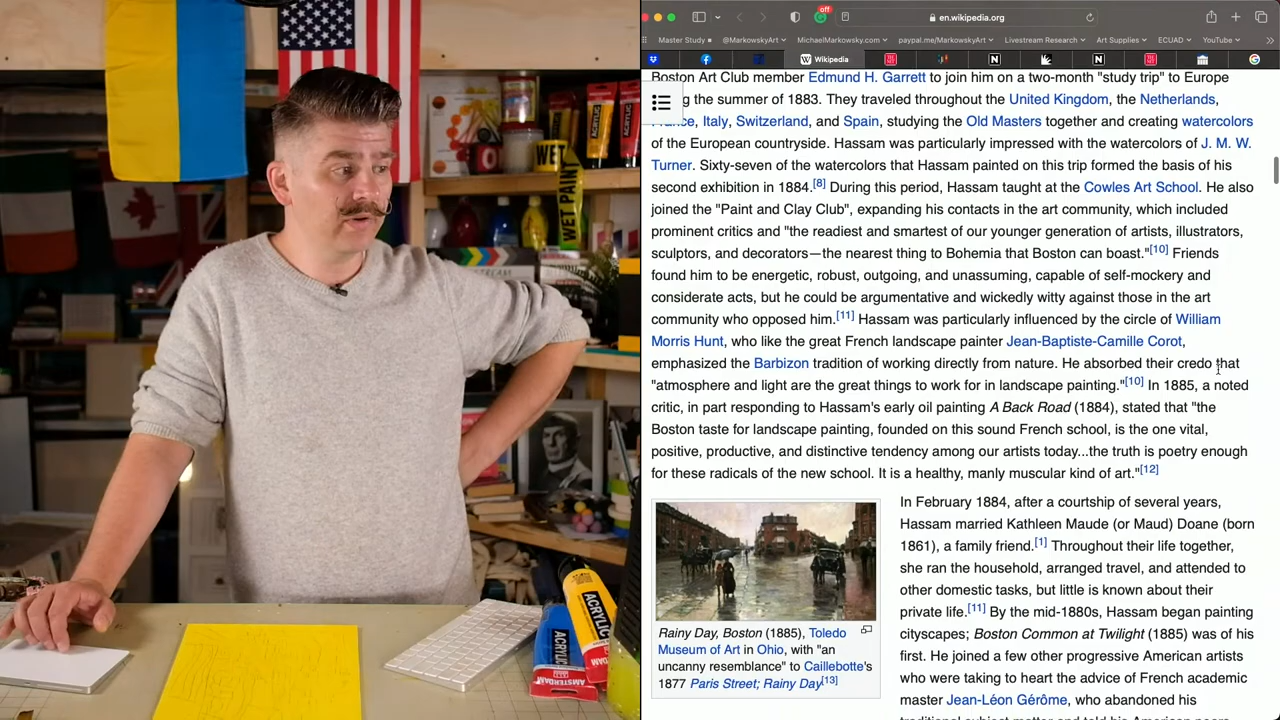 off
en.wikipedia.org
Master Study
@MarkowskyArt
MichaelMarkowsky.com
paypal.me/MarkowskyArt
Livestream Research
Art Supplies
ECUAD
YouTube
Wikipedia
Boston Art Club member Edmund H. Garrett to join him on a two-month "study trip" to Europe
g the summer of 1883. They traveled throughout the United Kingdom, the Netherlands,
France, Italy, Switzerland, and Spain, studying the Old Masters together and creating watercolors
of the European countryside. Hassam was particularly impressed with the watercolors of J. M. W.
Turner. Sixty-seven of the watercolors that Hassam painted on this trip formed the basis of his
second exhibition in 1884.[8] During this period, Hassam taught at the Cowles Art School. He also
joined the "Paint and Clay Club", expanding his contacts in the art community, which included
prominent critics and "the readiest and smartest of our younger generation of artists, illustrators,
sculptors, and decorators—the nearest thing to Bohemia that Boston can boast."[10] Friends
found him to be energetic, robust, outgoing, and unassuming, capable of self-mockery and
considerate acts, but he could be argumentative and wickedly witty against those in the art
community who opposed him.[11] Hassam was particularly influenced by the circle of William
Morris Hunt, who like the great French landscape painter Jean-Baptiste-Camille Corot,
emphasized the Barbizon tradition of working directly from nature. He absorbed their credo that
"atmosphere and light are the great things to work for in landscape painting."[10] In 1885, a noted
critic, in part responding to Hassam's early oil painting A Back Road (1884), stated that "the
Boston taste for landscape painting, founded on this sound French school, is the one vital,
positive, productive, and distinctive tendency among our artists today...the truth is poetry enough
for these radicals of the new school. It is a healthy, manly muscular kind of art."[12]
In February 1884, after a courtship of several years,
Hassam married Kathleen Maude (or Maud) Doane (born
1861), a family friend.[1] Throughout their life together,
she ran the household, arranged travel, and attended to
other domestic tasks, but little is known about their
private life.[11] By the mid-1880s, Hassam began painting
cityscapes; Boston Common at Twilight (1885) was one of his
first. He joined a few other progressive American artists
who were taking to heart the advice of French academic
master Jean-Léon Gérôme, who abandoned his
Rainy Day, Boston (1885), Toledo
Museum of Art in Ohio, with "an
uncanny resemblance" to Caillebotte's
1877 Paris Street; Rainy Day[13]
WET PAINT
WET
ACRYLIC
ACRYLIC
ACRYLIC
ACRYLIC
AMSTERDAM